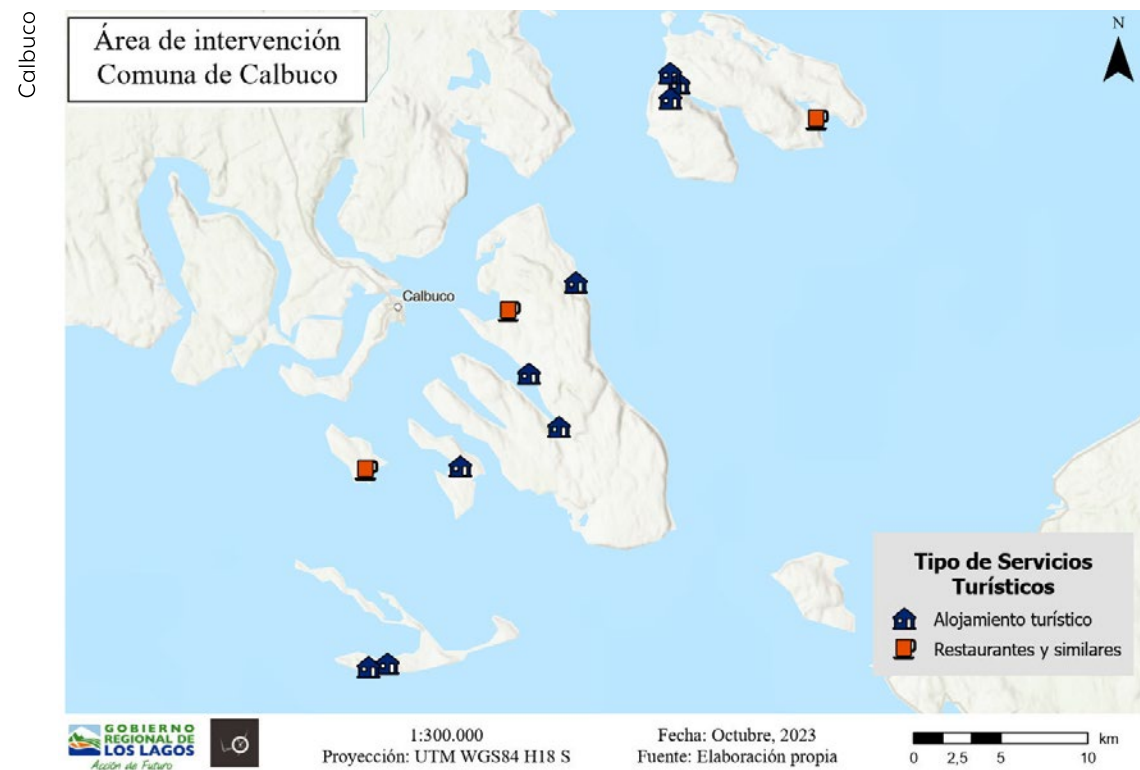 Calbuco
Área de intervención
Comuna de Calbuco
N
Calbuco
Tipo de Servicios
Turísticos
Alojamiento turístico
Restaurantes y similares
GOBIERNO
REGIONAL DE
LOS LAGOS
Acción de Futuro
1:300.000
Proyección: UTM WGS84 H18 S
Fecha: Octubre, 2023
Fuente: Elaboración propia
km
0 2,5 5 10